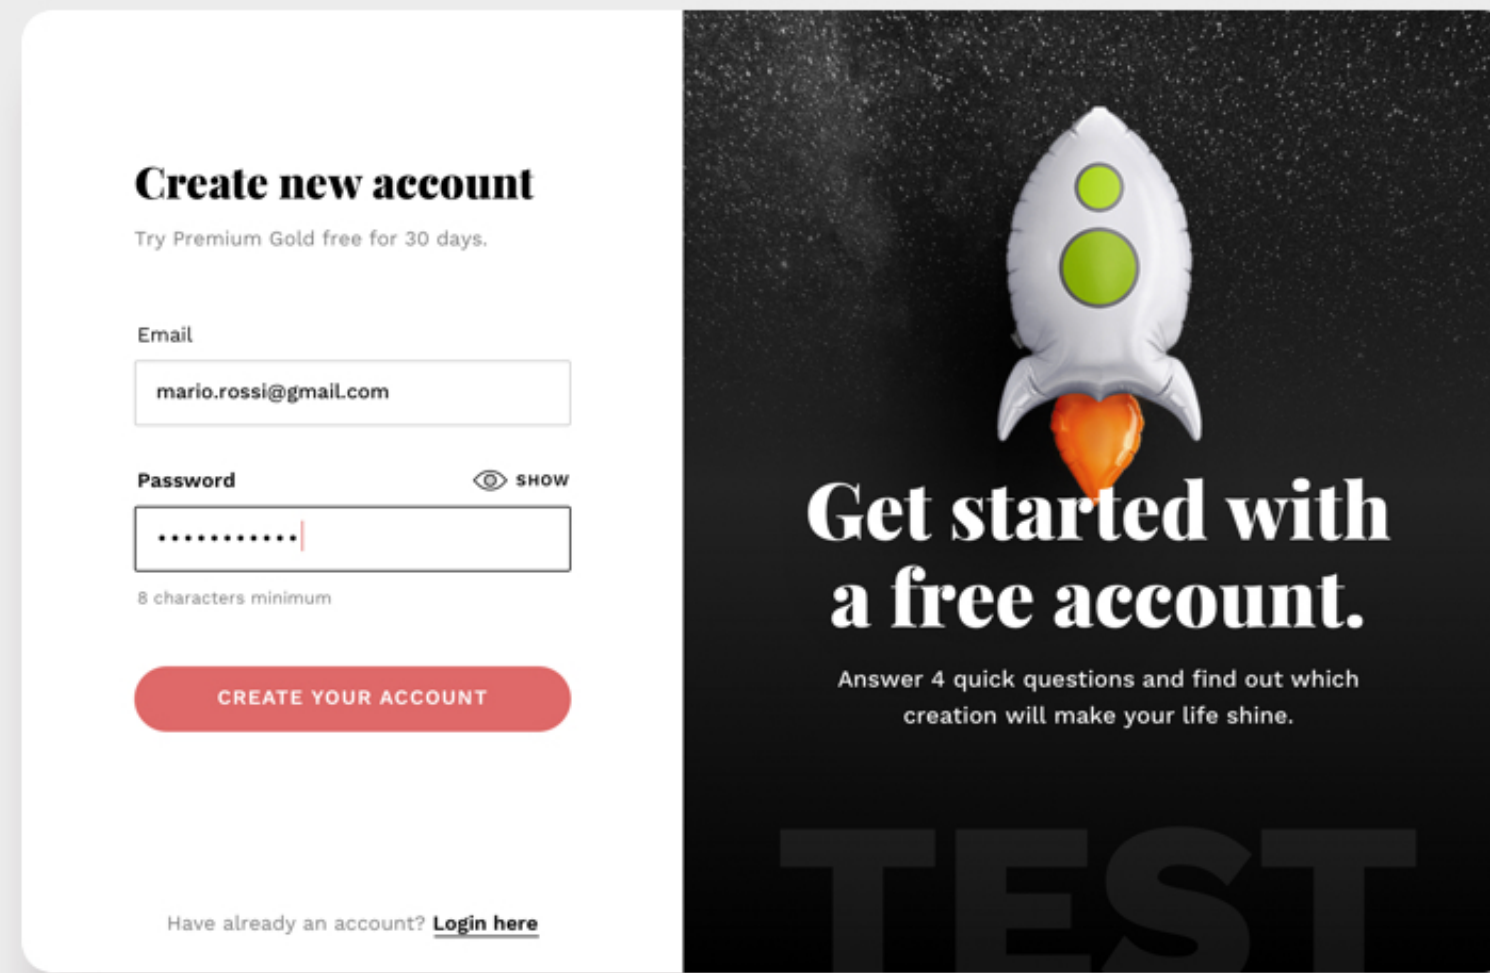 Create new account
Try Premium Gold free for 30 days.
Email
mario.rossi@gmail.com
Password
SHOW
•••••••••••
8 characters minimum
CREATE YOUR ACCOUNT
Have already an account? Login here
Get started with
a free account.
Answer 4 quick questions and find out which
creation will make your life shine.
TEST